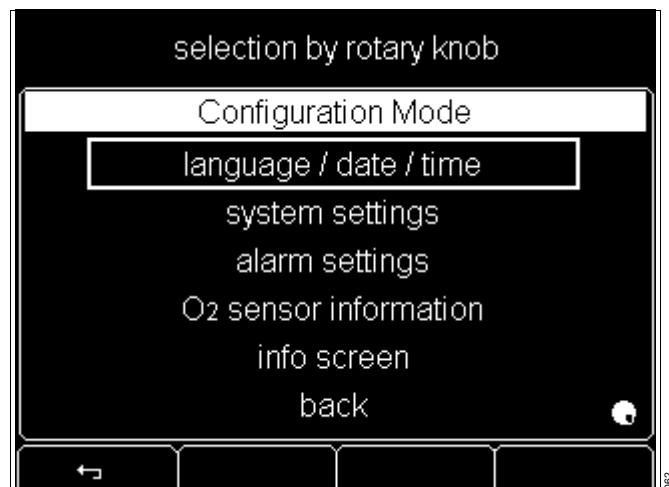 selection by rotary knob
Configuration Mode
language / date / time
system settings
alarm settings
O2 sensor information
info screen
back